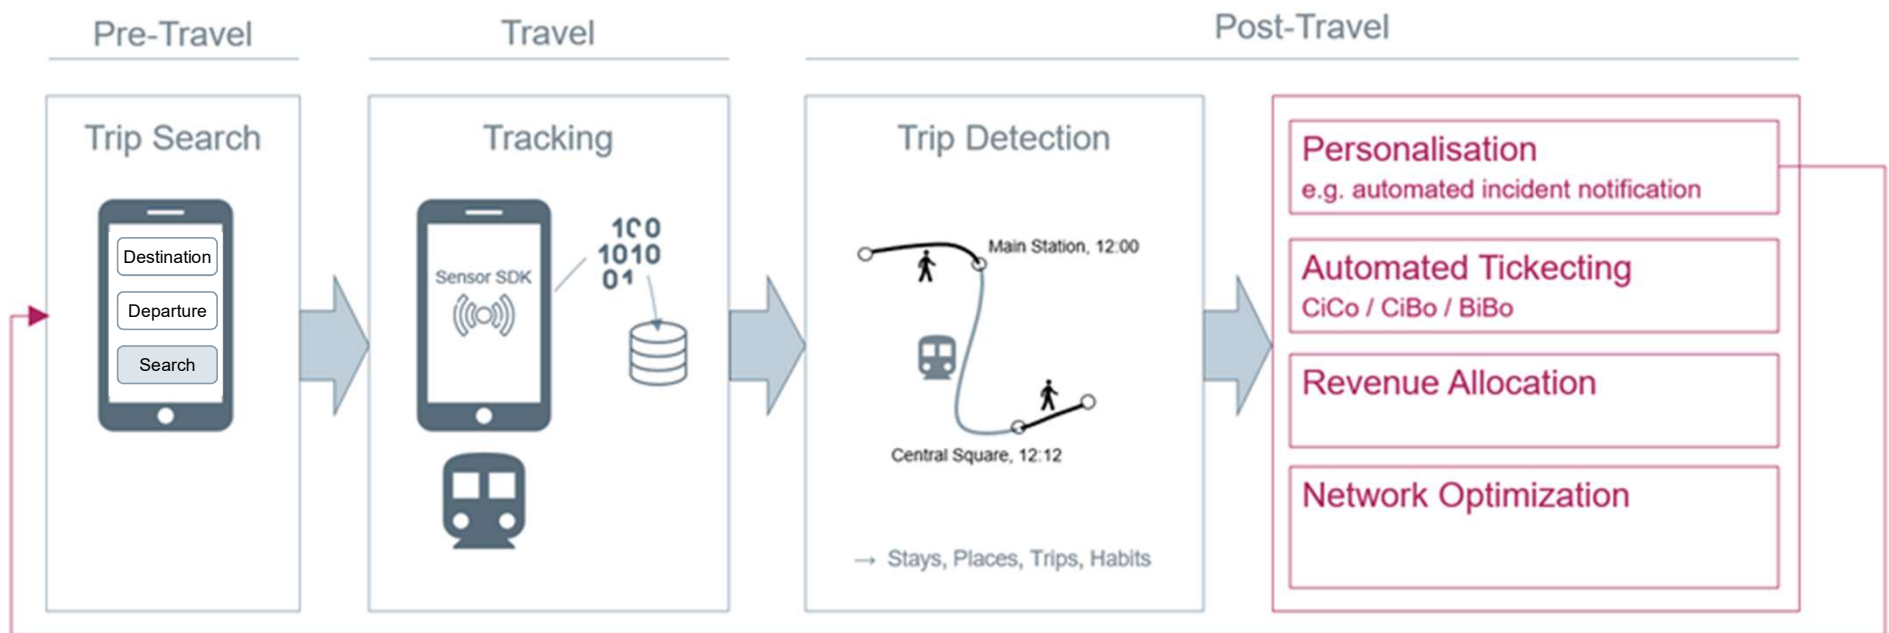 Pre-Travel
Travel
Post-Travel
Trip Search
Destination
Departure
Search
Tracking
Sensor SDK
100
1010
01
Trip Detection
Main Station, 12:00
Central Square, 12:12
→ Stays, Places, Trips, Habits
Personalisation
e.g. automated incident notification
Automated Tickecting
CiCo / CiBo / BiBo
Revenue Allocation
Network Optimization